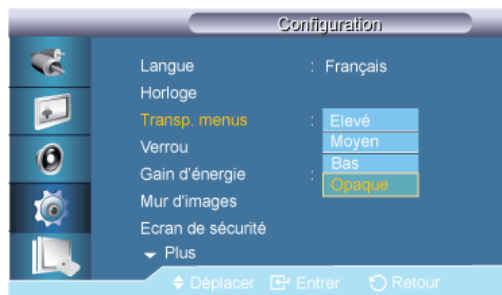 Configuration
Langue : Français
Horloge
Transp. menus : Elevé
Moyen
Verrou
Bas
Gain d'énergie :
Opaque
Mur d'images
Ecran de sécurité
Plus
Déplacer Entrer Retour